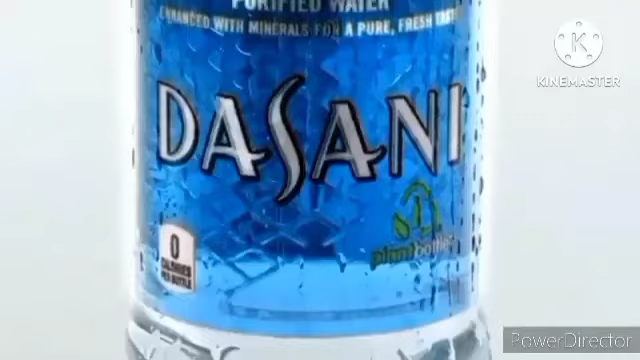 PURIFIED WATER
ENHANCED WITH MINERALS FOR A PURE, FRESH TASTE
DASANI
plantbottle
0
CALORIES
PER BOTTLE
K
KINEMASTER
PowerDirector